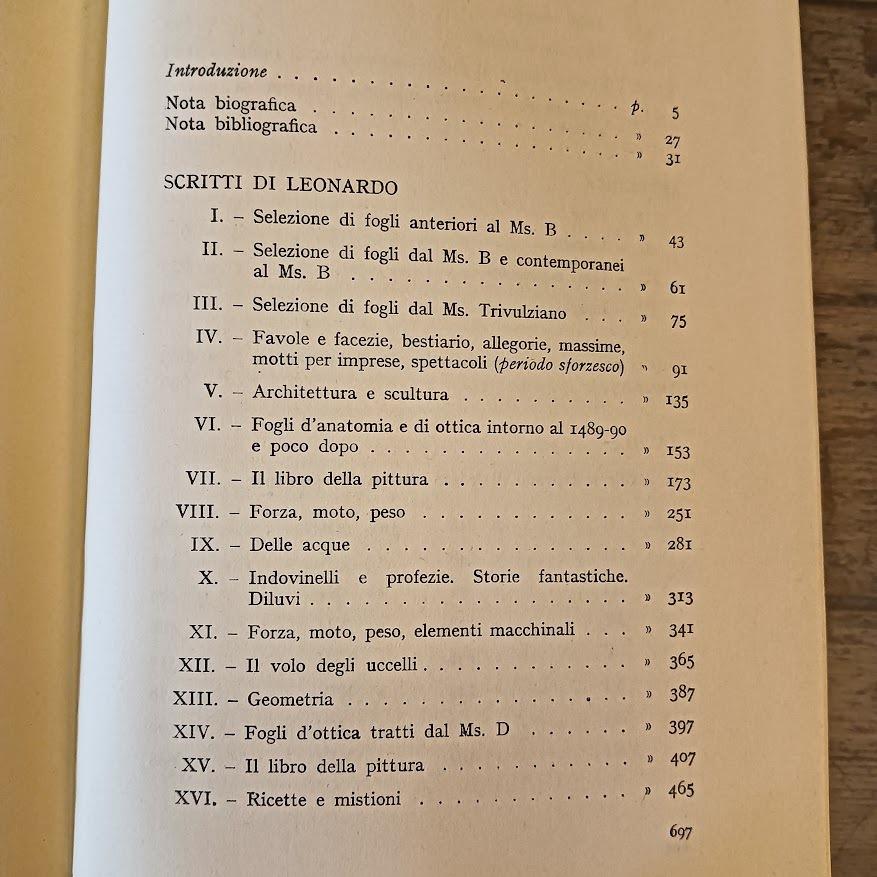 Introduzione . . . . . . . . . . . . . . . . . . p. 5
Nota biografica . . . . . . . . . . . . . . . . » 27
Nota bibliografica . . . . . . . . . . . . . . . » 31
SCRITTI DI LEONARDO
I. – Selezione di fogli anteriori al Ms. B . . . . » 43
II. – Selezione di fogli dal Ms. B e contemporanei
al Ms. B . . . . . . . . . . . . . . » 61
III. – Selezione di fogli dal Ms. Trivulziano . . . » 75
IV. – Favole e facezie, bestiario, allegorie, massime,
motti per imprese, spettacoli (periodo sforzesco) » 91
V. – Architettura e scultura . . . . . . . . . . » 135
VI. – Fogli d'anatomia e di ottica intorno al 1489-90
e poco dopo . . . . . . . . . . . . . . » 153
VII. – Il libro della pittura . . . . . . . . . . . » 173
VIII. – Forza, moto, peso . . . . . . . . . . . . » 251
IX. – Delle acque . . . . . . . . . . . . . . » 281
X. – Indovinelli e profezie. Storie fantastiche.
Diluvi . . . . . . . . . . . . . . . . . » 313
XI. – Forza, moto, peso, elementi macchinali . . . » 341
XII. – Il volo degli uccelli . . . . . . . . . . . . » 365
XIII. – Geometria . . . . . . . . . . . . . . . » 387
XIV. – Fogli d'ottica tratti dal Ms. D . . . . . . » 397
XV. – Il libro della pittura . . . . . . . . . . . » 407
XVI. – Ricette e mistioni . . . . . . . . . . . . » 465
697